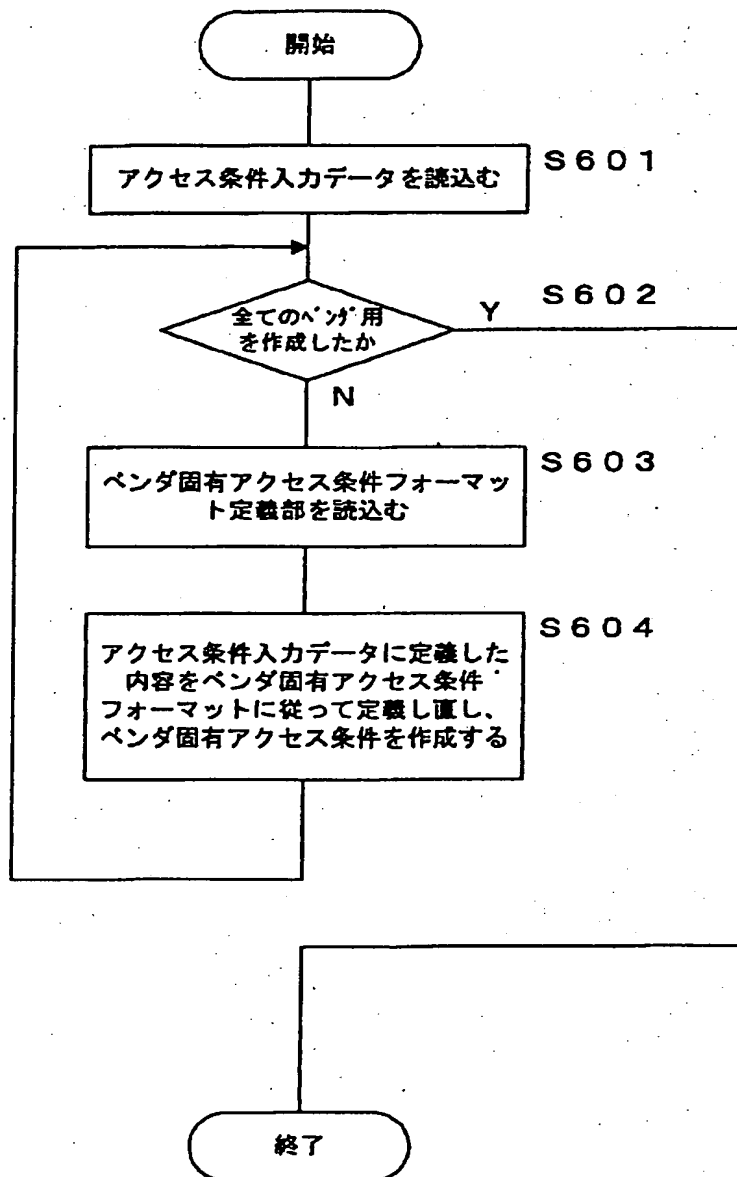 開始
アクセス条件入力データを読込む
S601
全てのベンダ用
を作成したか
Y
S602
N
ベンダ固有アクセス条件フォーマッ
ト定義部を読込む
S603
アクセス条件入力データに定義した
内容をベンダ固有アクセス条件
フォーマットに従って定義し直し、
ベンダ固有アクセス条件を作成する
S604
終了